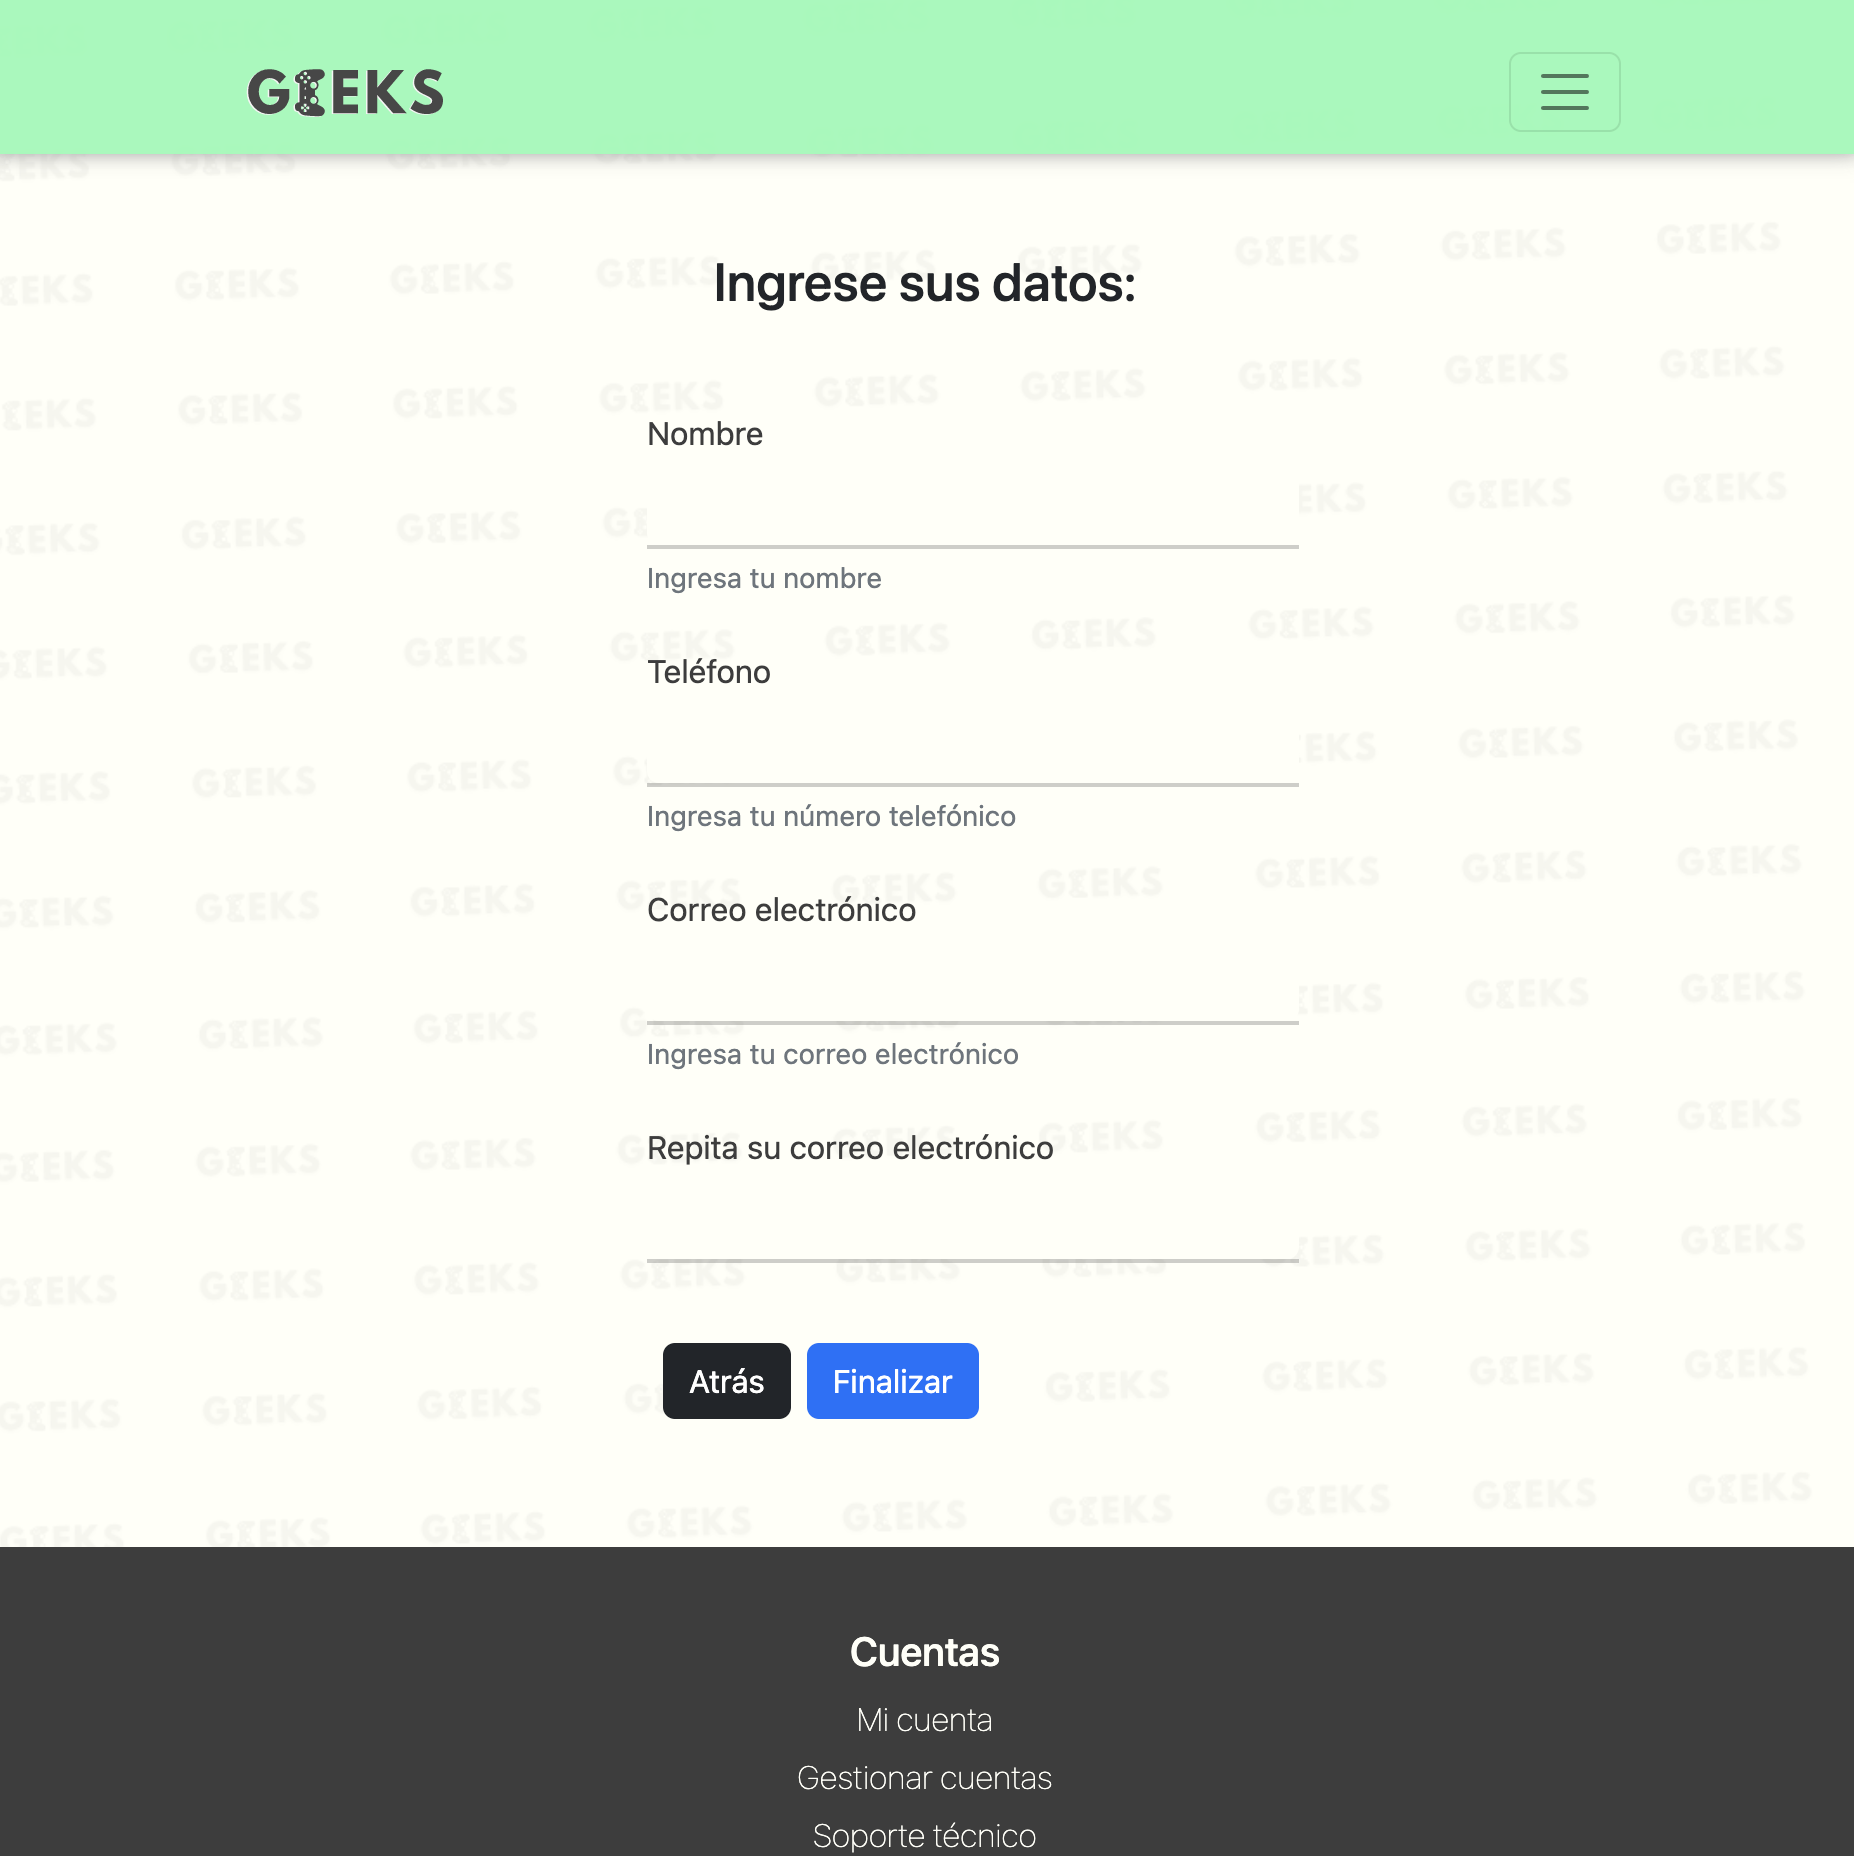 GEEKS
Ingrese sus datos:
Nombre
Ingresa tu nombre
Teléfono
Ingresa tu número telefónico
Correo electrónico
Ingresa tu correo electrónico
Repita su correo electrónico
Atrás
Finalizar
Cuentas
Mi cuenta
Gestionar cuentas
Soporte técnico